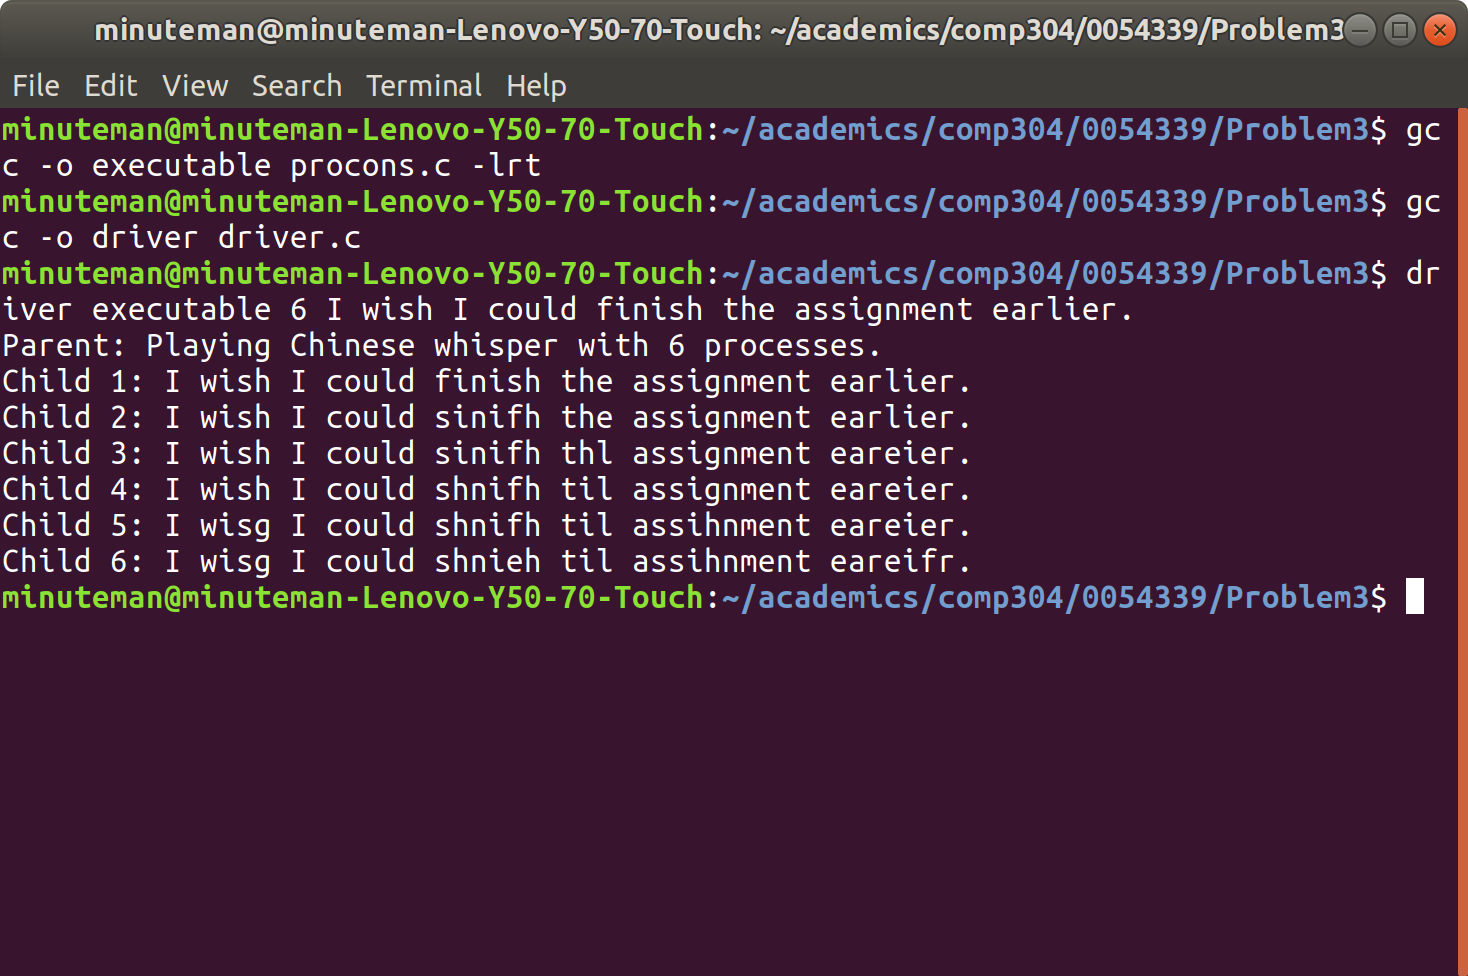 minuteman@minuteman-Lenovo-Y50-70-Touch: ~/academics/comp304/0054339/Problem3
File Edit View Search Terminal Help
minuteman@minuteman-Lenovo-Y50-70-Touch:~/academics/comp304/0054339/Problem3$ gc
c -o executable procons.c -lrt
minuteman@minuteman-Lenovo-Y50-70-Touch:~/academics/comp304/0054339/Problem3$ gc
c -o driver driver.c
minuteman@minuteman-Lenovo-Y50-70-Touch:~/academics/comp304/0054339/Problem3$ dr
iver executable 6 I wish I could finish the assignment earlier.
Parent: Playing Chinese whisper with 6 processes.
Child 1: I wish I could finish the assignment earlier.
Child 2: I wish I could sinifh the assignment earlier.
Child 3: I wish I could sinifh thl assignment eareier.
Child 4: I wish I could shnifh til assignment eareier.
Child 5: I wisg I could shnifh til assihnment eareier.
Child 6: I wisg I could shnieh til assihnment eareifr.
minuteman@minuteman-Lenovo-Y50-70-Touch:~/academics/comp304/0054339/Problem3$